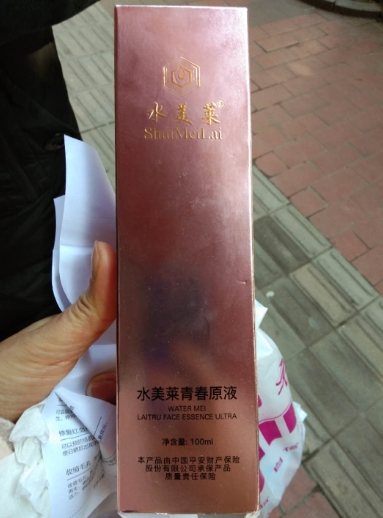 水美莱
ShuiMeiLai
水美莱青春原液
WATER MEI
LAITRU FACE ESSENCE ULTRA
净含量: 100ml
本产品由中国平安财产保险
股份有限公司承保产品
质量责任保险